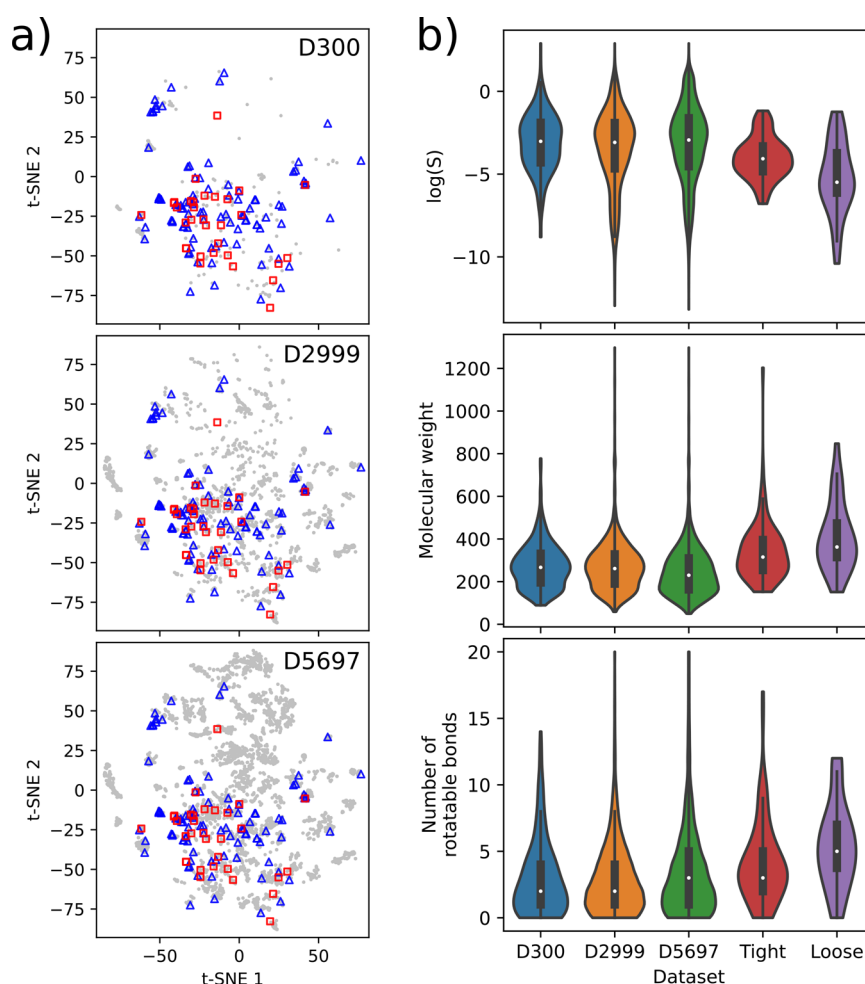 a)
D300
75
50
25
0
−25
−50
−75
t-SNE 2
D2999
75
50
25
0
−25
−50
−75
t-SNE 2
D5697
75
50
25
0
−25
−50
−75
t-SNE 2
−50
0
50
t-SNE 1
b)
0
−5
−10
log(S)
1200
1000
800
600
400
200
0
Molecular weight
20
15
10
5
0
Number of
rotatable bonds
D300
D2999
D5697
Tight
Loose
Dataset